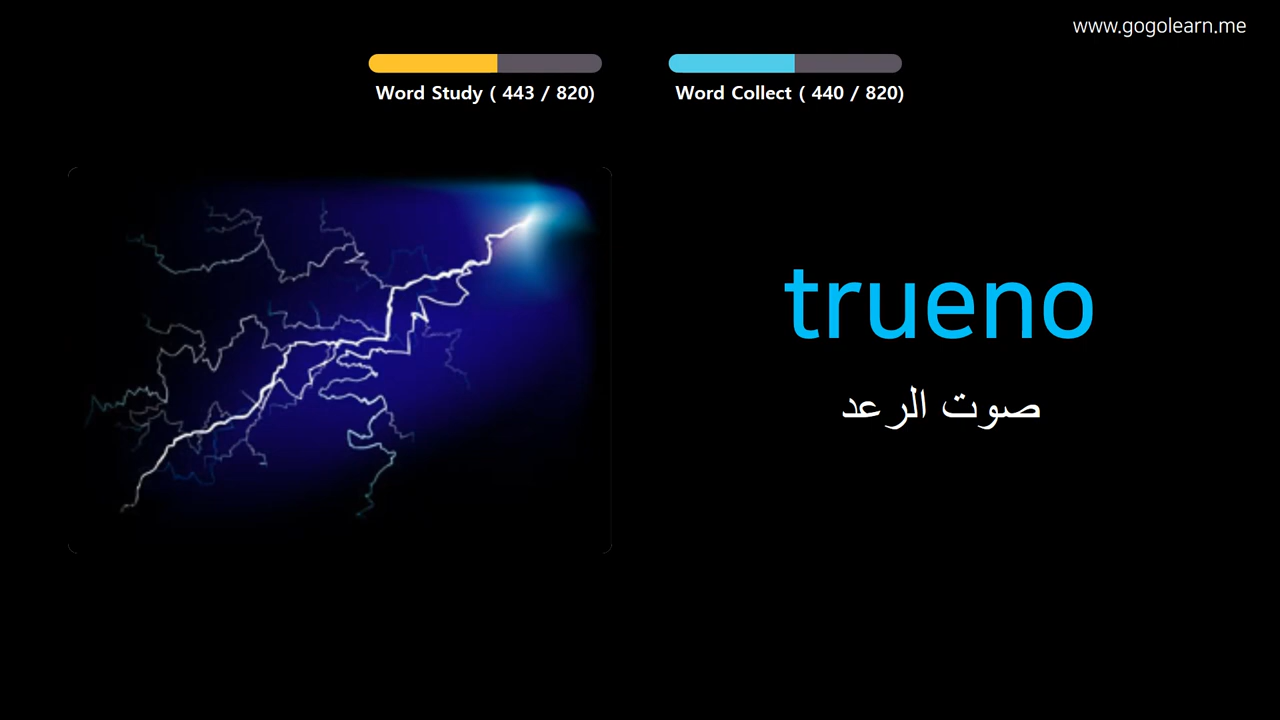 www.gogolearn.me
Word Study ( 443 / 820)
Word Collect ( 440 / 820)
trueno
صوت الرعد